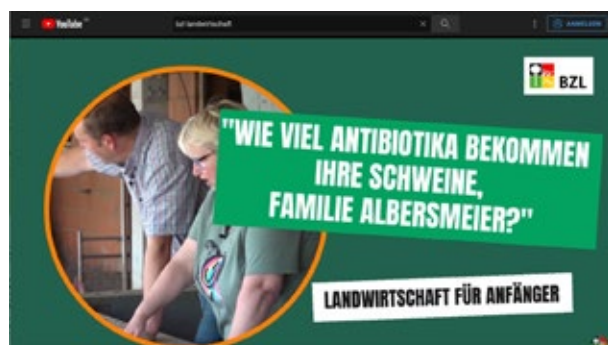 YouTube
bzl landwirtschaft
ANMELDEN
BZL
"WIE VIEL ANTIBIOTIKA BEKOMMEN
IHRE SCHWEINE,
FAMILIE ALBERSMEIER?"
LANDWIRTSCHAFT FÜR ANFÄNGER